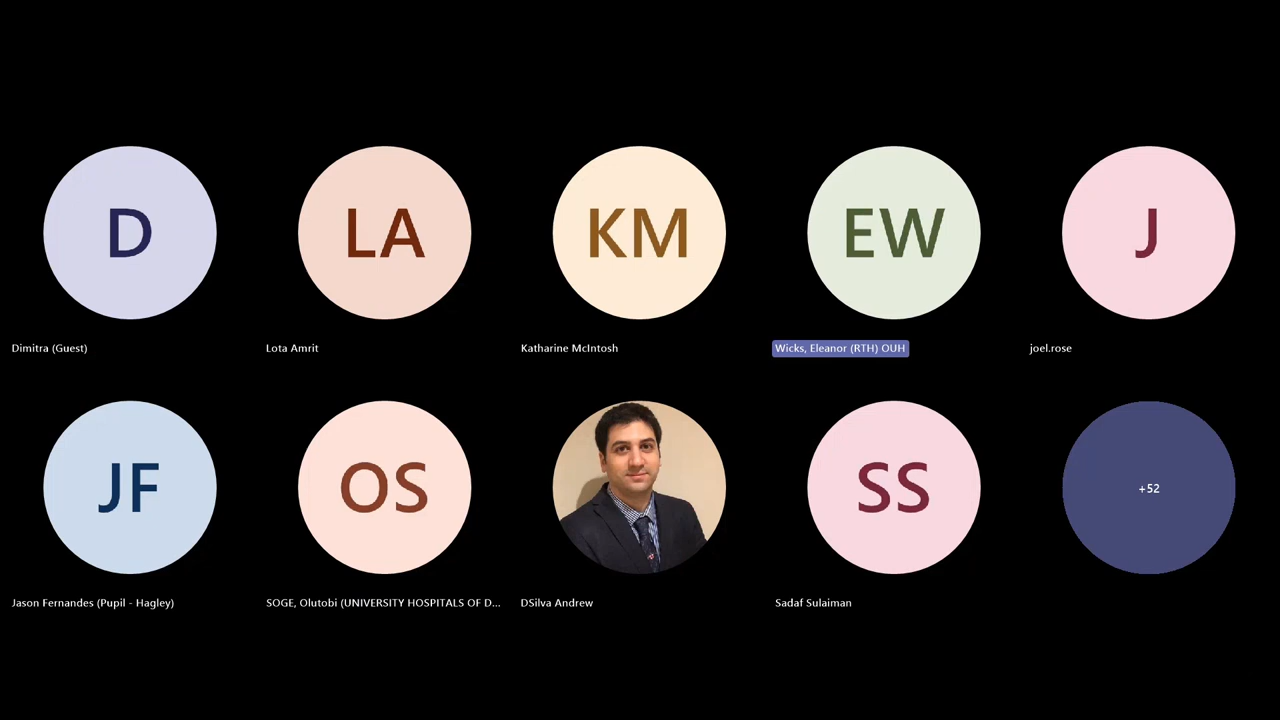 D
LA
KM
EW
J
Dimitra (Guest)
Lota Amrit
Katharine McIntosh
Wicks, Eleanor (RTH) OUH
joel.rose
JF
OS
SS
+52
Jason Fernandes (Pupil - Hagley)
SOGE, Olutobi (UNIVERSITY HOSPITALS OF D...
DSilva Andrew
Sadaf Sulaiman